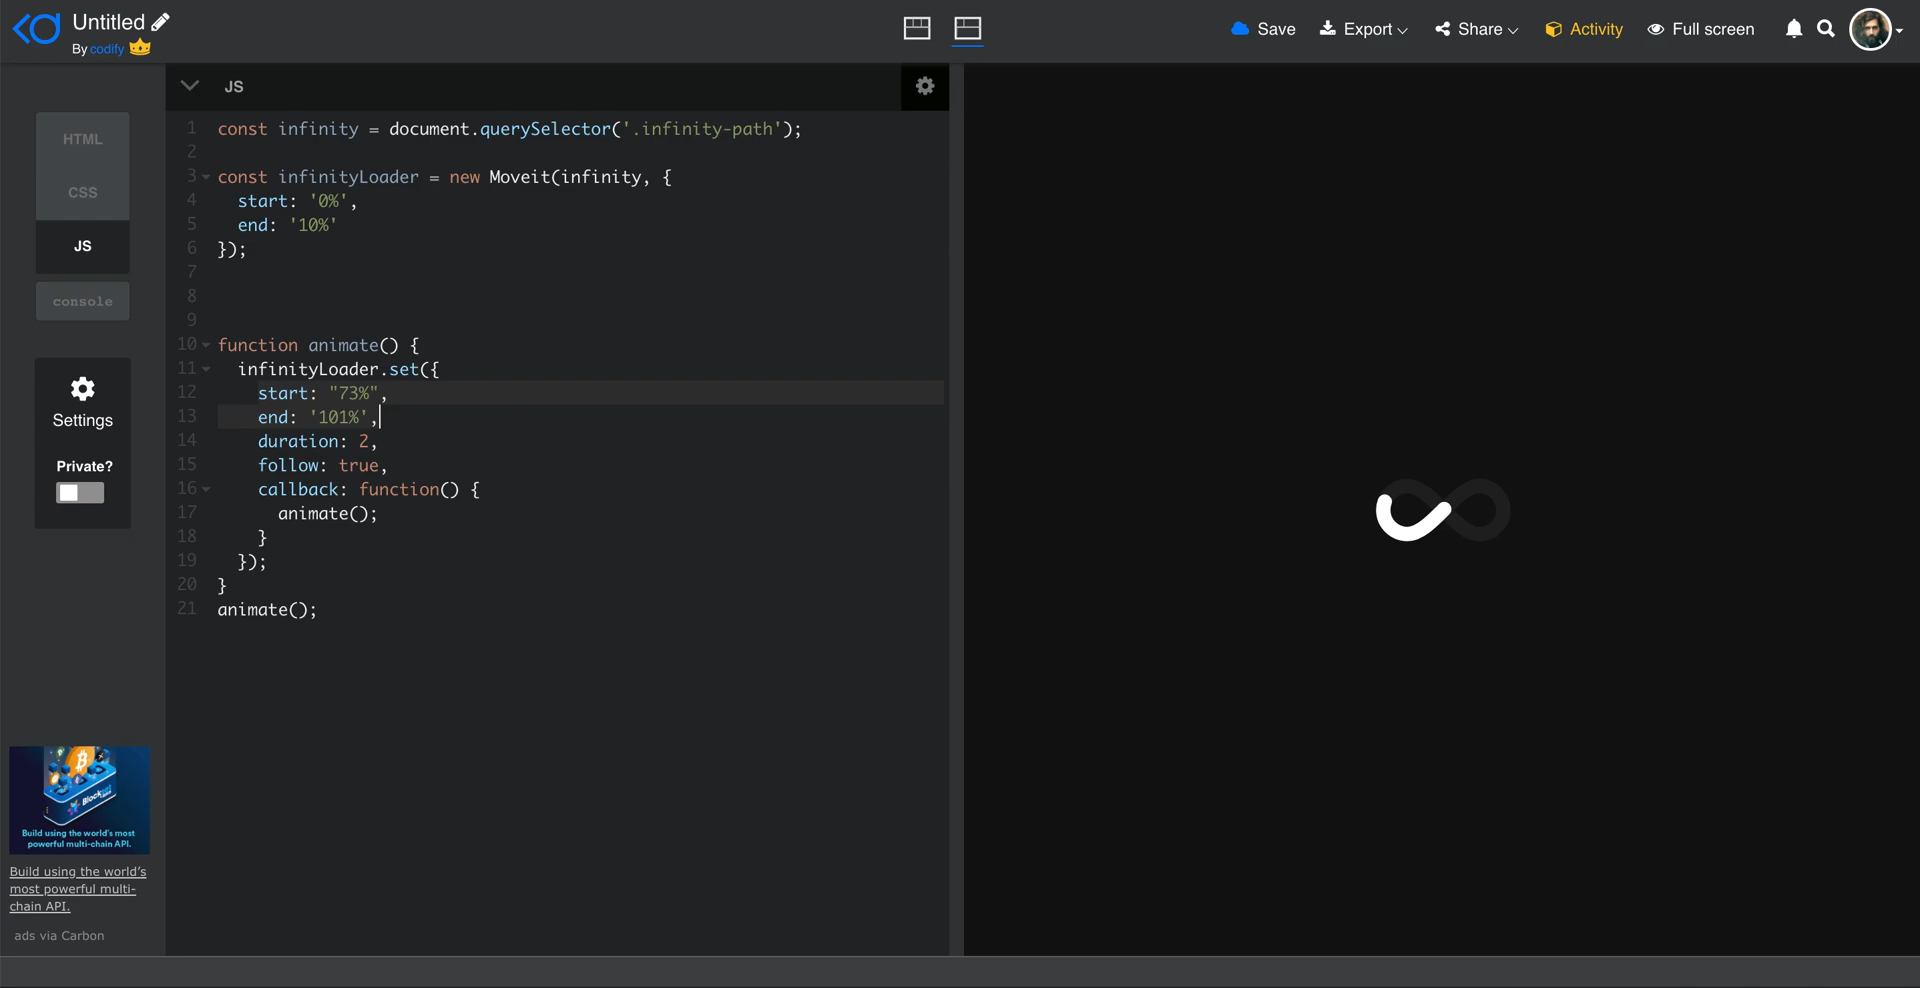 Untitled
By codify
Save
Export
Share
Activity
Full screen
HTML
CSS
JS
console
Settings
Private?
Build using the world's most
powerful multi-chain API.
Build using the world's
most powerful multi-
chain API.
ads via Carbon
JS
1 const infinity = document.querySelector('.infinity-path');
2
3 const infinityLoader = new Moveit(infinity, {
4 start: '0%',
5 end: '10%'
6 });
7
8
9
10 function animate() {
11 infinityLoader.set({
12 start: "73%",
13 end: '101%',
14 duration: 2,
15 follow: true,
16 callback: function() {
17 animate();
18 }
19 });
20 }
21 animate();